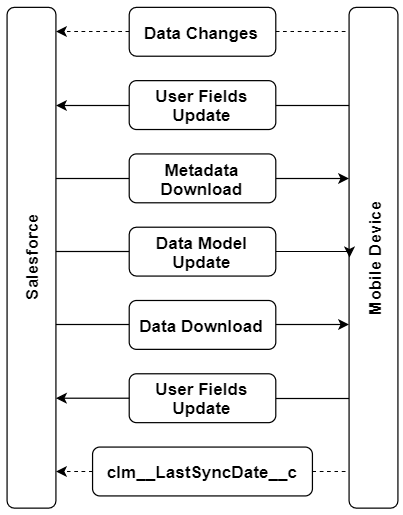 Salesforce
Data Changes
User Fields
Update
Metadata
Download
Data Model
Update
Data Download
User Fields
Update
clm__LastSyncDate__c
Mobile Device